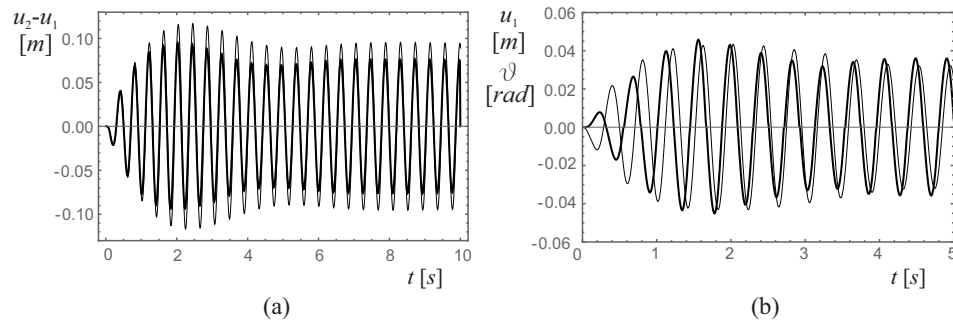 u₂-u₁
[m]
0.10
0.05
0.00
-0.05
-0.10
0 2 4 6 8 10
t [s]
(a)
u₁
[m]
ϑ
[rad]
0.06
0.04
0.02
0.00
-0.02
-0.04
-0.06
0 1 2 3 4 5
t [s]
(b)